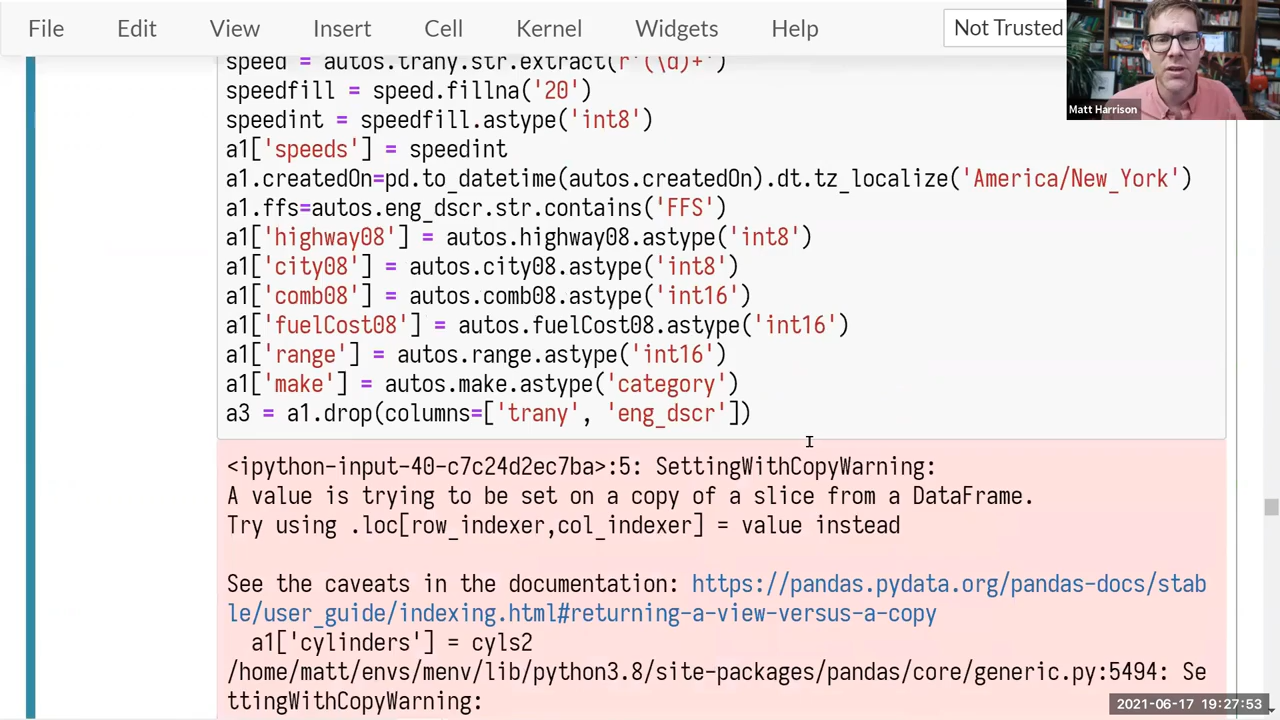 File Edit View Insert Cell Kernel Widgets Help Not Trusted
Matt Harrison
speed = autos.trany.str.extract(r'(\d)+')
speedfill = speed.fillna('20')
speedint = speedfill.astype('int8')
a1['speeds'] = speedint
a1.createdOn=pd.to_datetime(autos.createdOn).dt.tz_localize('America/New_York')
a1.ffs=autos.eng_dscr.str.contains('FFS')
a1['highway08'] = autos.highway08.astype('int8')
a1['city08'] = autos.city08.astype('int8')
a1['comb08'] = autos.comb08.astype('int16')
a1['fuelCost08'] = autos.fuelCost08.astype('int16')
a1['range'] = autos.range.astype('int16')
a1['make'] = autos.make.astype('category')
a3 = a1.drop(columns=['trany', 'eng_dscr'])
<ipython-input-40-c7c24d2ec7ba>:5: SettingWithCopyWarning:
A value is trying to be set on a copy of a slice from a DataFrame.
Try using .loc[row_indexer,col_indexer] = value instead
See the caveats in the documentation: https://pandas.pydata.org/pandas-docs/stab
le/user_guide/indexing.html#returning-a-view-versus-a-copy
a1['cylinders'] = cyls2
/home/matt/envs/menv/lib/python3.8/site-packages/pandas/core/generic.py:5494: Se
ttingWithCopyWarning:
2021-06-17 19:27:53